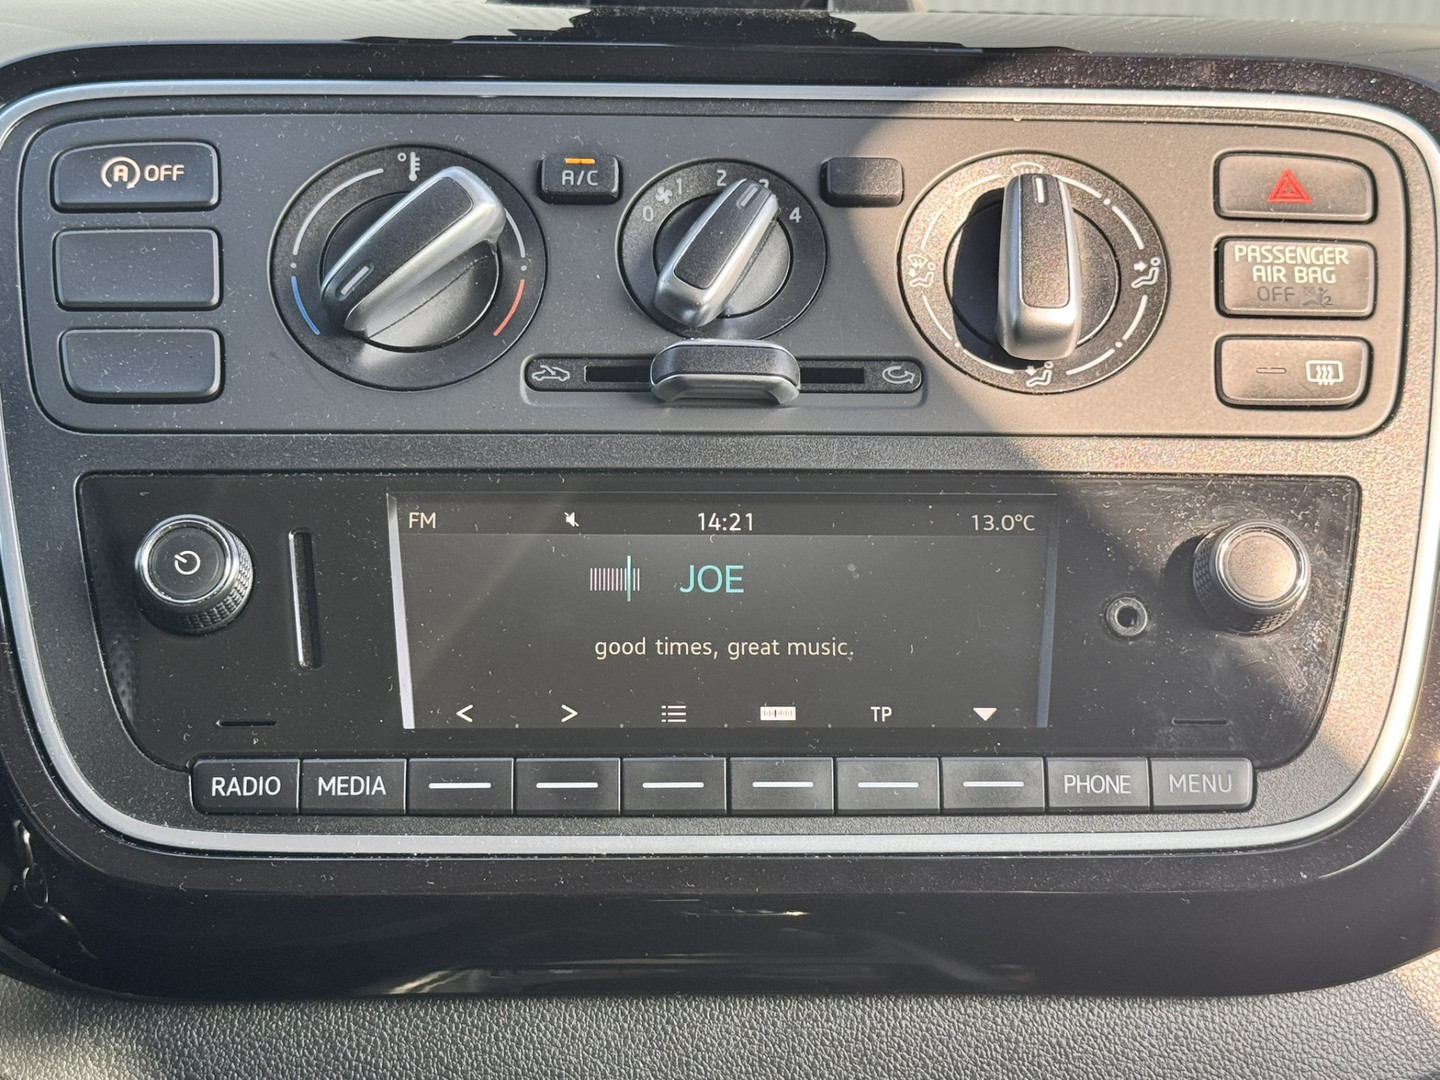 A OFF
A/C
0 1 2 3 4
PASSENGER
AIR BAG
OFF 2
FM 14:21 13.0°C
JOE
good times, great music.
< > TP
RADIO MEDIA PHONE MENU